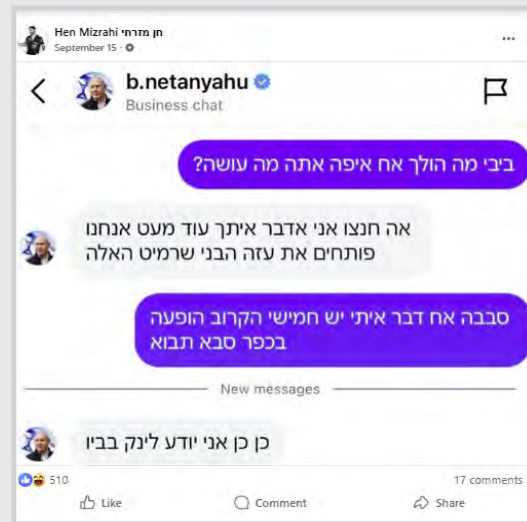 Hen Mizrahi חן מזרחי
September 15 ·
b.netanyahu
Business chat
ביבי מה הולך אח איפה אתה מה עושה?
אה חנצו אני אדבר איתך עוד מעט אנחנו
פותחים את עזה הבני שרמיט האלה
סבבה אח דבר איתי יש חמישי הקרוב הופעה
בכפר סבא תבוא
New messages
כן כן אני יודע לינק בביו
510
17 comments
Like
Comment
Share